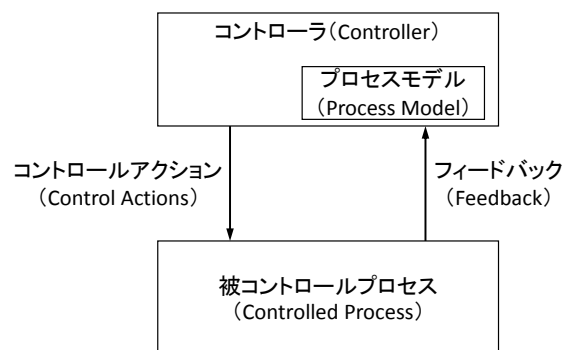 コントローラ(Controller)
プロセスモデル
(Process Model)
コントロールアクション
(Control Actions)
フィードバック
(Feedback)
被コントロールプロセス
(Controlled Process)